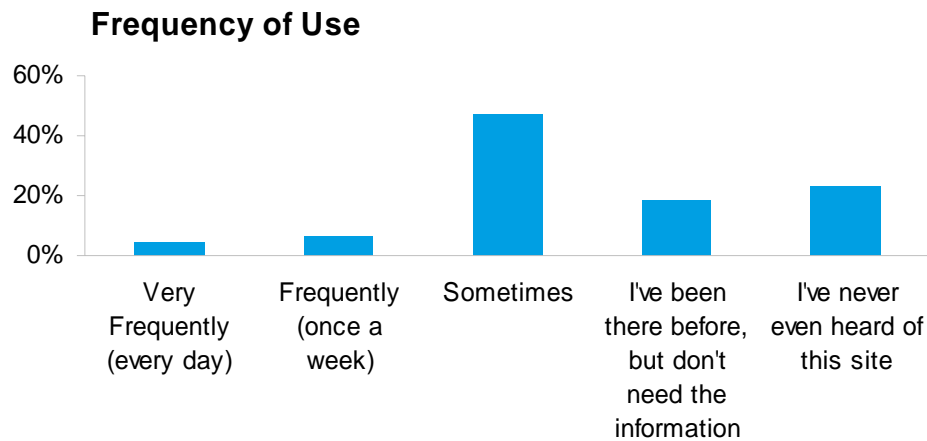 Frequency of Use
60%
40%
20%
0%
Very
Frequently
(every day)
Frequently
(once a
week)
Sometimes
I've been
there before,
but don't
need the
information
I've never
even heard of
this site